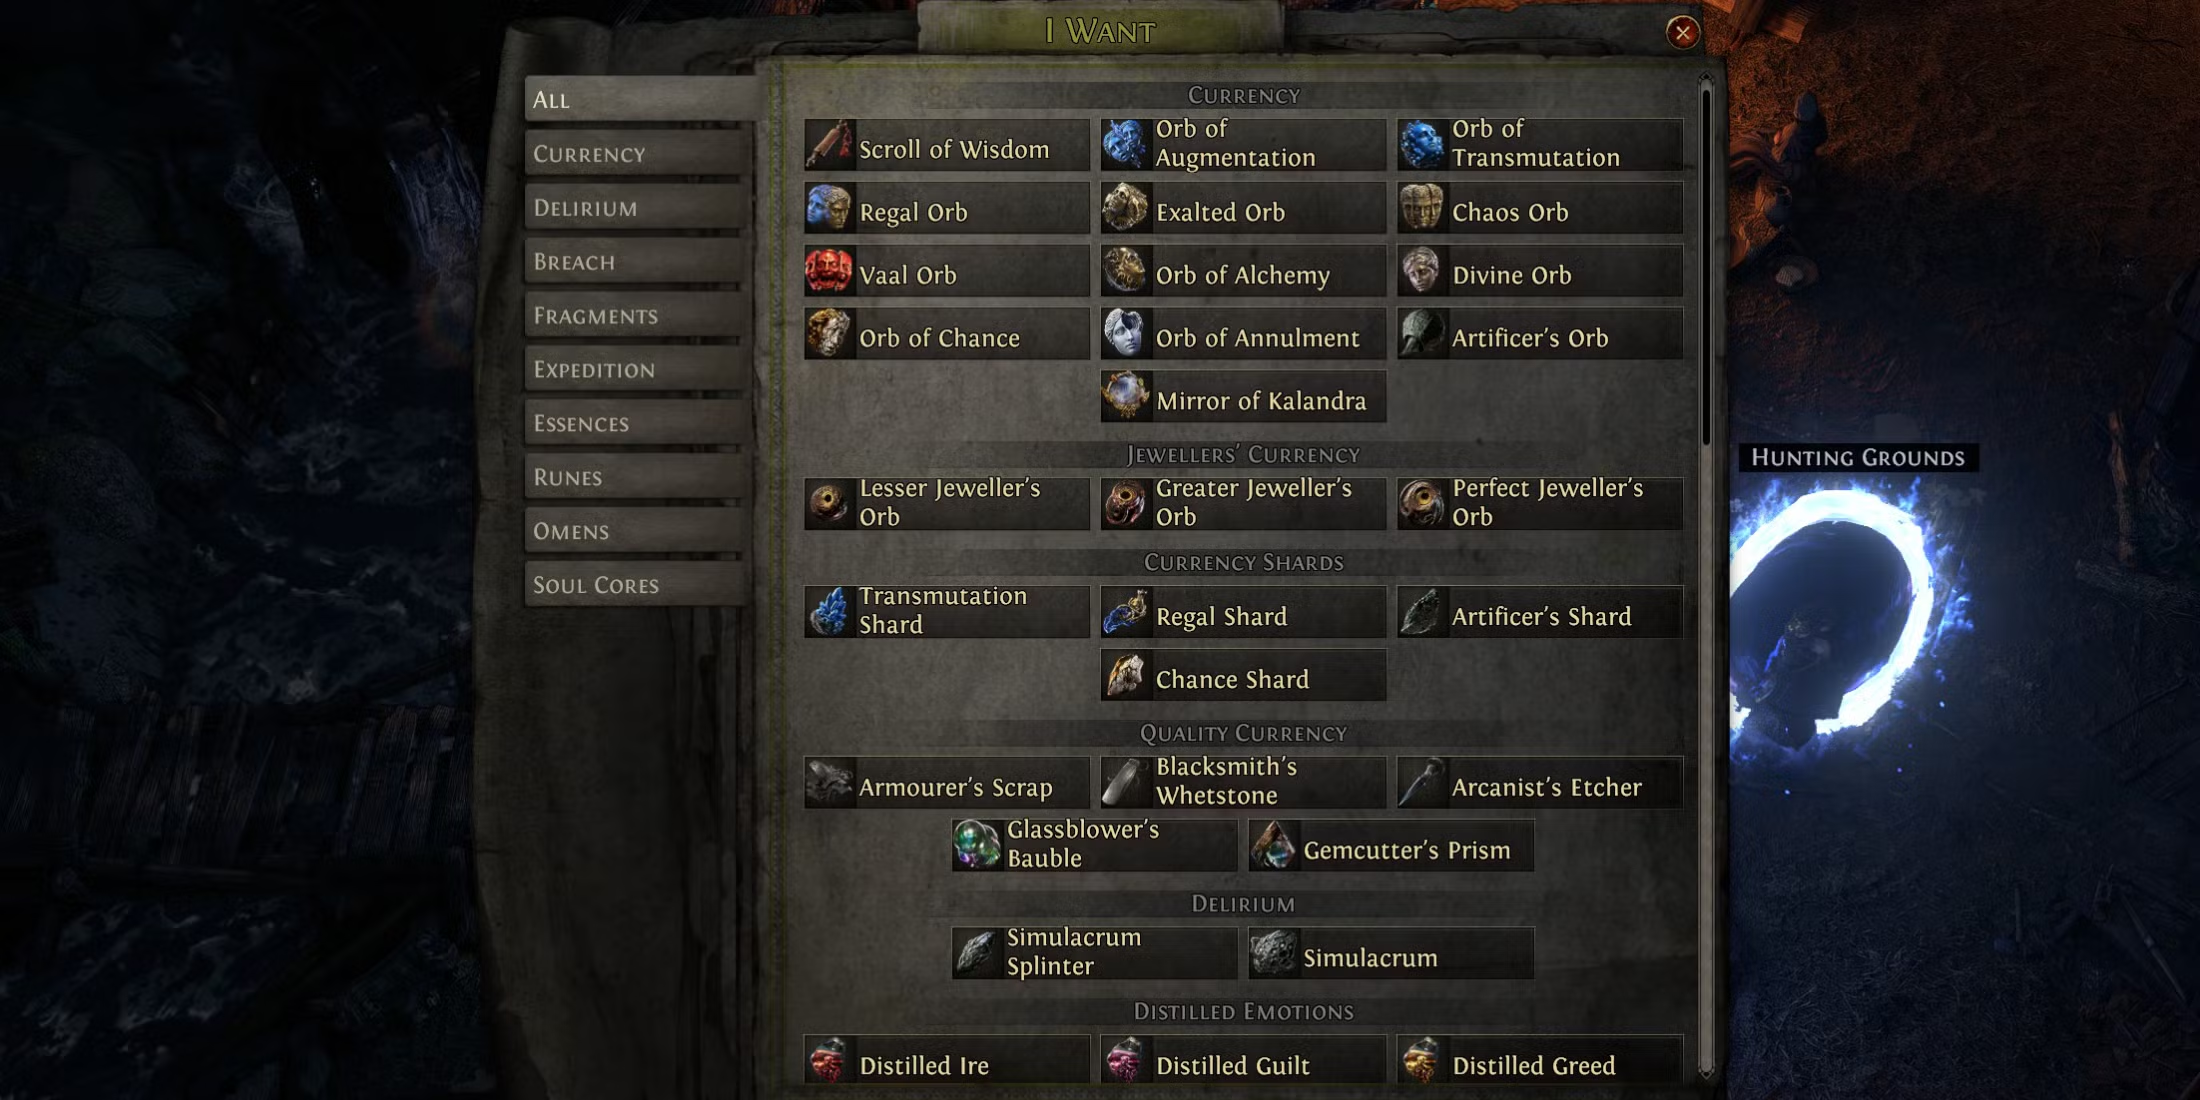 I Want
All
Currency
Delirium
Breach
Fragments
Expedition
Essences
Runes
Omens
Soul Cores
Currency
Scroll of Wisdom
Orb of
Augmentation
Orb of
Transmutation
Regal Orb
Exalted Orb
Chaos Orb
Vaal Orb
Orb of Alchemy
Divine Orb
Orb of Chance
Orb of Annulment
Artificer's Orb
Mirror of Kalandra
Jewellers' Currency
Lesser Jeweller's
Orb
Greater Jeweller's
Orb
Perfect Jeweller's
Orb
Currency Shards
Transmutation
Shard
Regal Shard
Artificer's Shard
Chance Shard
Quality Currency
Armourer's Scrap
Blacksmith's
Whetstone
Arcanist's Etcher
Glassblower's
Bauble
Gemcutter's Prism
Delirium
Simulacrum
Splinter
Simulacrum
Distilled Emotions
Distilled Ire
Distilled Guilt
Distilled Greed
Hunting Grounds